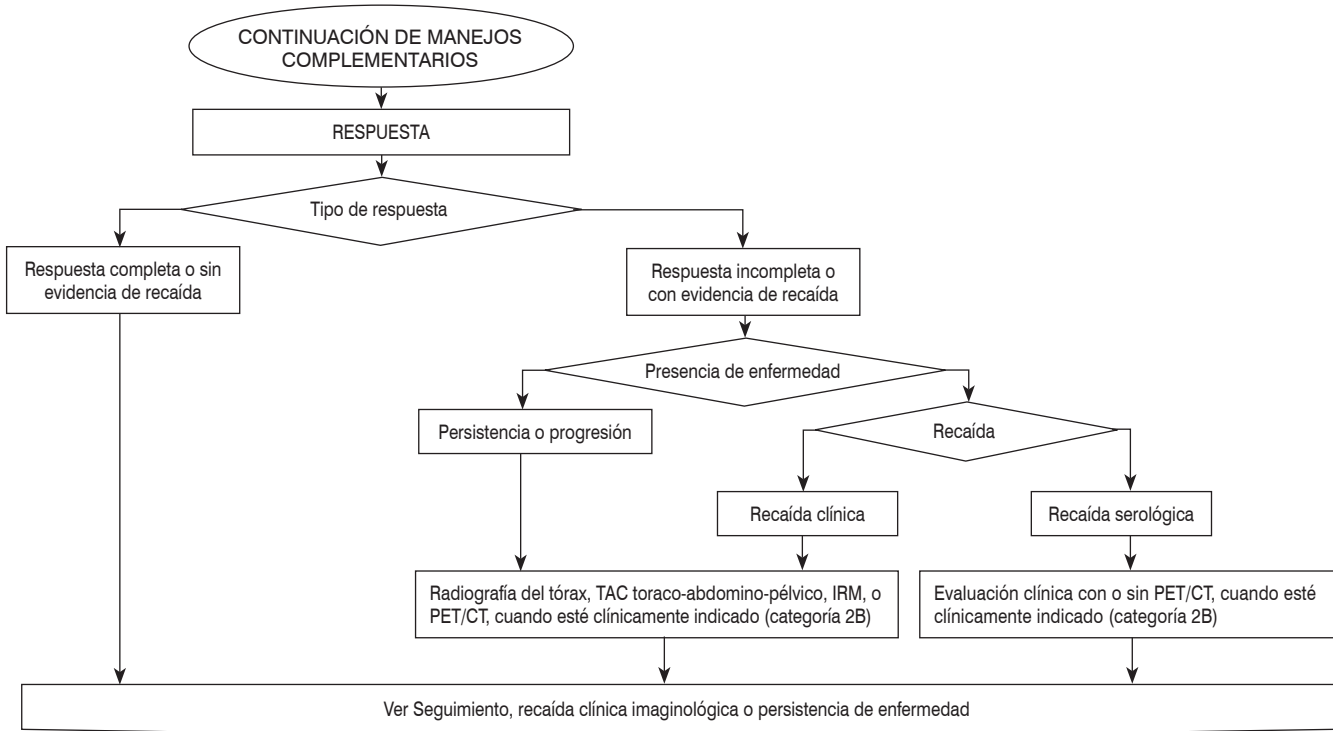 CONTINUACIÓN DE MANEJOS
COMPLEMENTARIOS
RESPUESTA
Tipo de respuesta
Respuesta completa o sin
evidencia de recaída
Respuesta incompleta o
con evidencia de recaída
Presencia de enfermedad
Persistencia o progresión
Recaída
Recaída clínica
Recaída serológica
Radiografía del tórax, TAC toraco-abdomino-pélvico, IRM, o
PET/CT, cuando esté clínicamente indicado (categoría 2B)
Evaluación clínica con o sin PET/CT, cuando esté
clínicamente indicado (categoría 2B)
Ver Seguimiento, recaída clínica imaginológica o persistencia de enfermedad